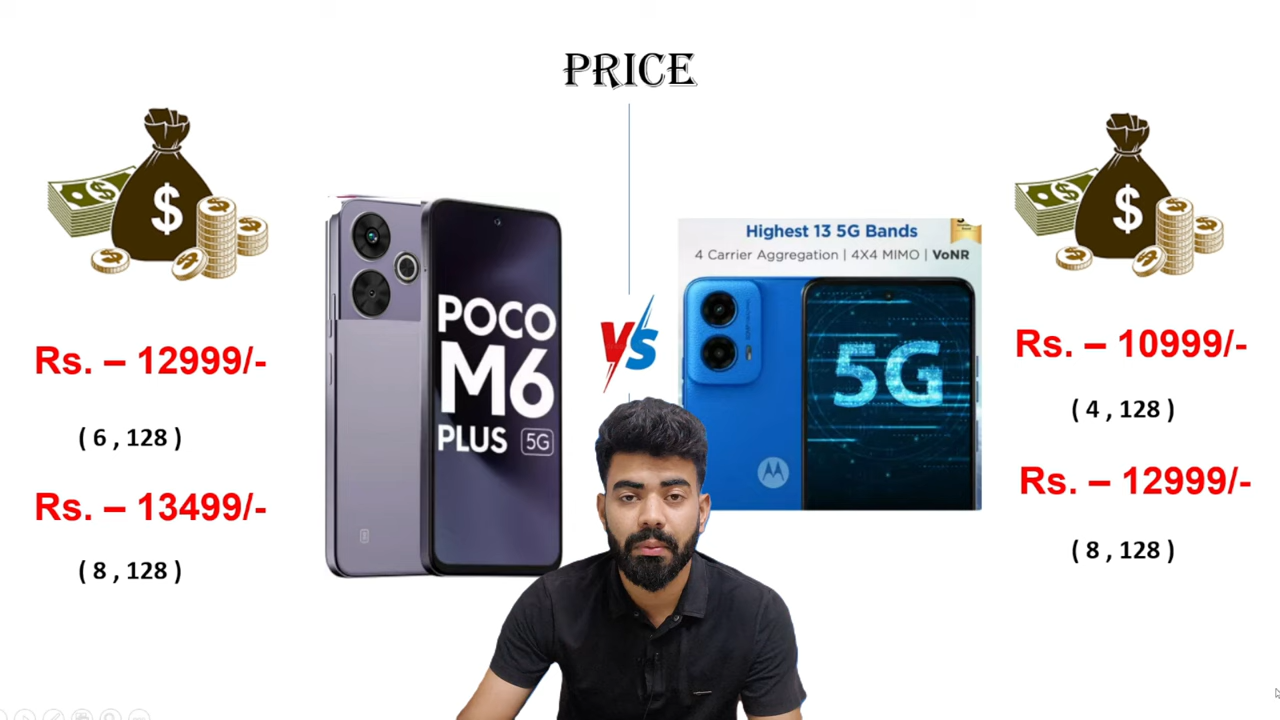 PRICE
Rs. – 12999/-
( 6 , 128 )
Rs. – 13499/-
( 8 , 128 )
POCO
M6
PLUS 5G
VS
Highest 13 5G Bands
4 Carrier Aggregation | 4X4 MIMO | VoNR
5G
Rs. – 10999/-
( 4 , 128 )
Rs. – 12999/-
( 8 , 128 )